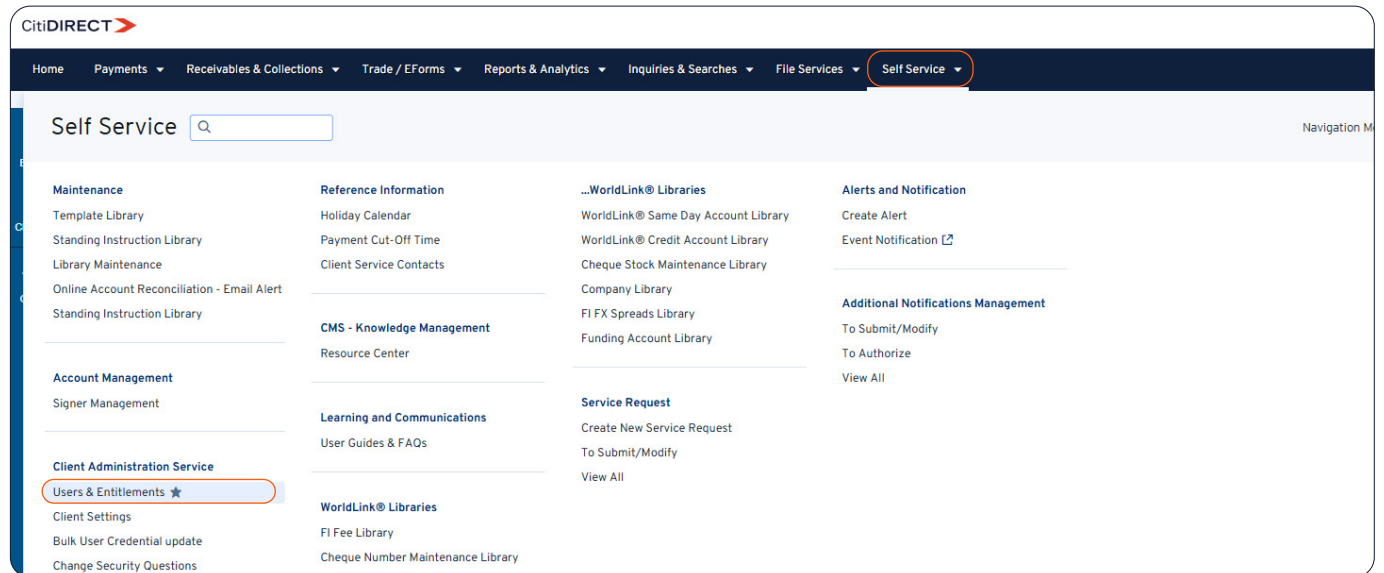 CitiDIRECT
Home Payments Receivables & Collections Trade / EForms Reports & Analytics Inquiries & Searches File Services Self Service
Self Service
Navigation M
Maintenance
Template Library
Standing Instruction Library
Library Maintenance
Online Account Reconciliation - Email Alert
Standing Instruction Library
Account Management
Signer Management
Client Administration Service
Users & Entitlements
Client Settings
Bulk User Credential update
Change Security Questions
Reference Information
Holiday Calendar
Payment Cut-Off Time
Client Service Contacts
CMS - Knowledge Management
Resource Center
Learning and Communications
User Guides & FAQs
WorldLink® Libraries
FI Fee Library
Cheque Number Maintenance Library
...WorldLink® Libraries
WorldLink® Same Day Account Library
WorldLink® Credit Account Library
Cheque Stock Maintenance Library
Company Library
FI FX Spreads Library
Funding Account Library
Service Request
Create New Service Request
To Submit/Modify
View All
Alerts and Notification
Create Alert
Event Notification
Additional Notifications Management
To Submit/Modify
To Authorize
View All